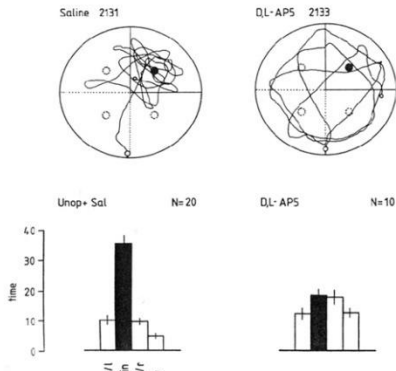 Saline 2131
D,L-AP5 2133
Unop+ Sal N=20
D,L-AP5 N=10
40
30
20
10
0
time